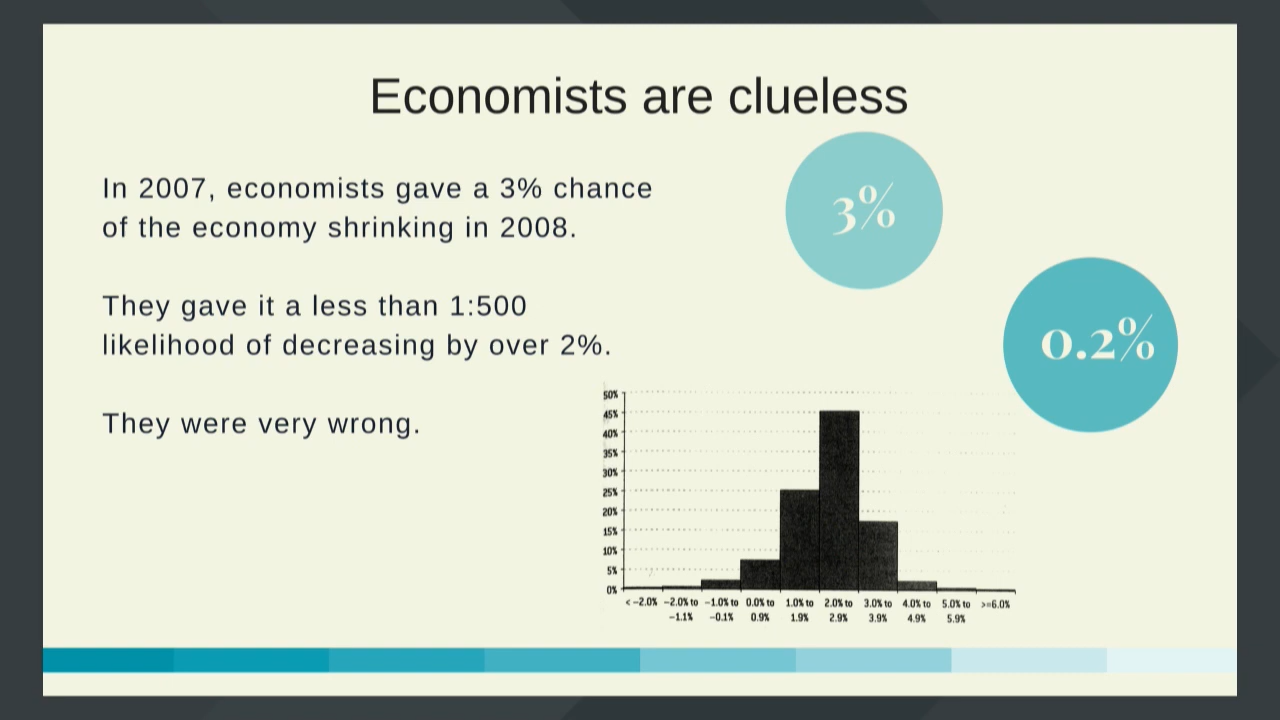 Economists are clueless
In 2007, economists gave a 3% chance
of the economy shrinking in 2008.
They gave it a less than 1:500
likelihood of decreasing by over 2%.
They were very wrong.
3%
0.2%
50%
45%
40%
35%
30%
25%
20%
15%
10%
5%
0%
< -2.0% -2.0% to -1.0% to 0.0% to 1.0% to 2.0% to 3.0% to 4.0% to 5.0% to >=6.0%
-1.1% -0.1% 0.9% 1.9% 2.9% 3.9% 4.9% 5.9%